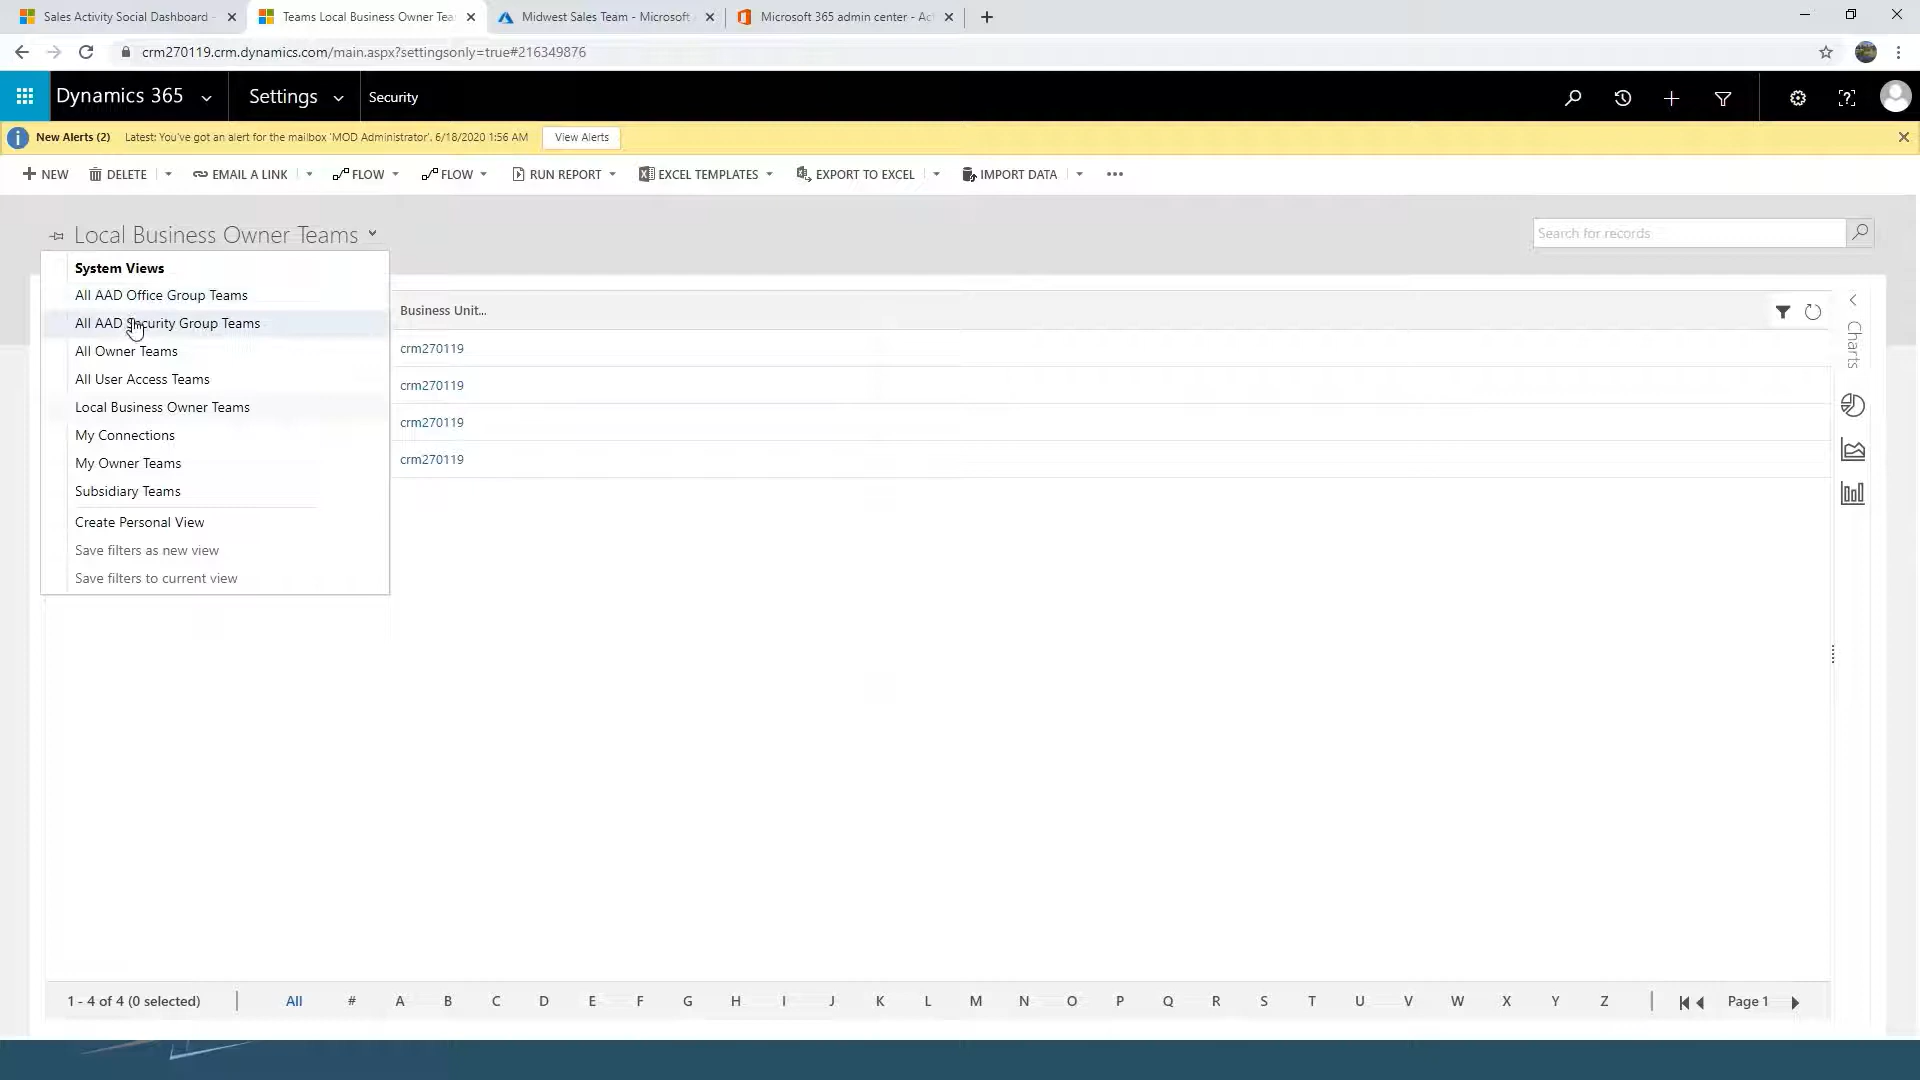 Sales Activity Social Dashboard -
Teams Local Business Owner Tea
Midwest Sales Team - Microsoft
Microsoft 365 admin center - Ac
crm270119.crm.dynamics.com/main.aspx?settingsonly=true#216349876
Dynamics 365
Settings
Security
New Alerts (2) Latest: You've got an alert for the mailbox 'MOD Administrator', 6/18/2020 1:56 AM
View Alerts
NEW
DELETE
EMAIL A LINK
FLOW
FLOW
RUN REPORT
EXCEL TEMPLATES
EXPORT TO EXCEL
IMPORT DATA
Local Business Owner Teams
Search for records
System Views
All AAD Office Group Teams
All AAD Security Group Teams
All Owner Teams
All User Access Teams
Local Business Owner Teams
My Connections
My Owner Teams
Subsidiary Teams
Create Personal View
Save filters as new view
Save filters to current view
Business Unit...
crm270119
crm270119
crm270119
crm270119
Charts
1 - 4 of 4 (0 selected)
All # A B C D E F G H I J K L M N O P Q R S T U V W X Y Z
Page 1